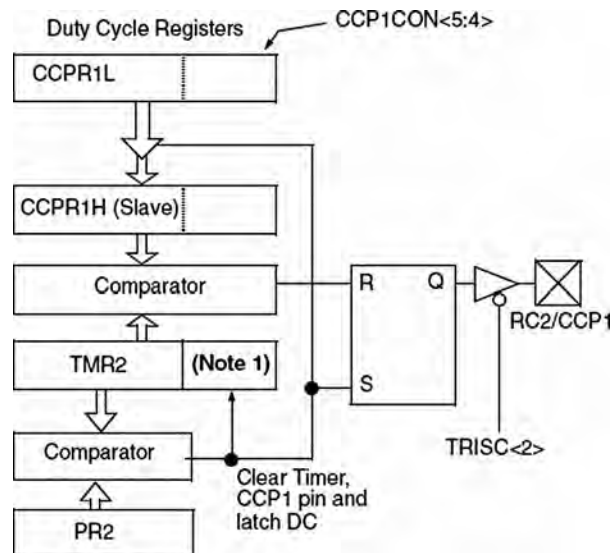 Duty Cycle Registers
CCP1CON<5:4>
CCPR1L
CCPR1H (Slave)
Comparator
R
Q
RC2/CCP1
TMR2
(Note 1)
S
Comparator
TRISC<2>
Clear Timer,
CCP1 pin and
latch DC
PR2